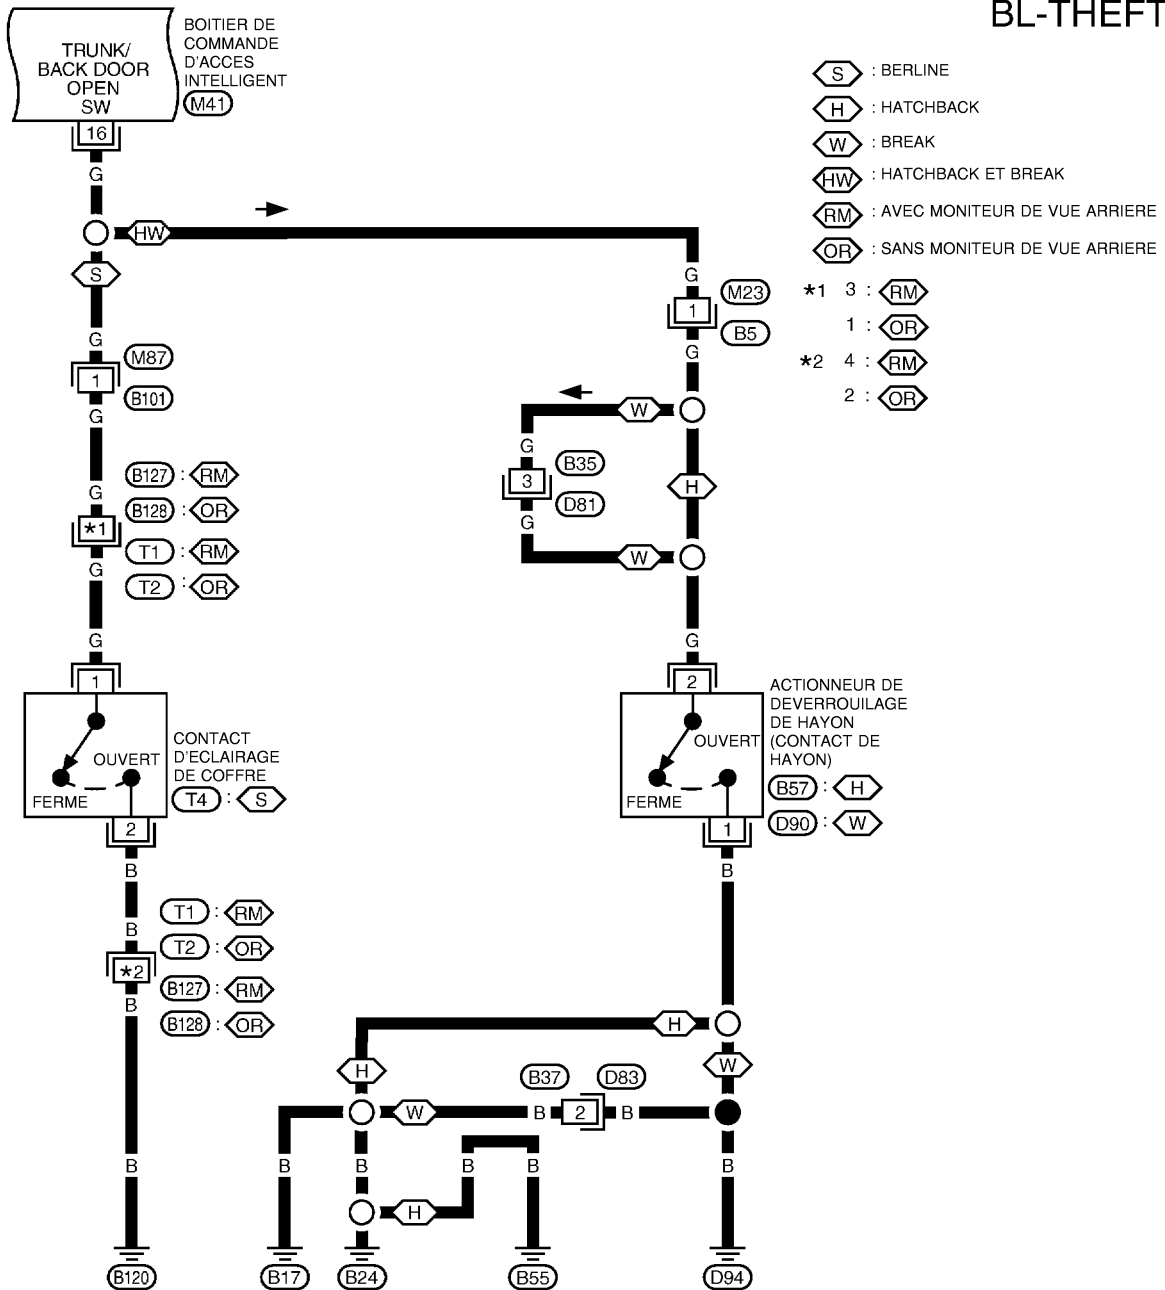 BL-THEFT
BOITIER DE
COMMANDE
D'ACCES
INTELLIGENT
M41
TRUNK/
BACK DOOR
OPEN
SW
16
G
HW
S
G
M87
1
B101
G
G
B127 : RM
B128 : OR
*1
T1 : RM
T2 : OR
G
G
1
OUVERT
FERME
CONTACT
D'ECLAIRAGE
DE COFFRE
T4 : S
2
B
B
T1 : RM
T2 : OR
*2
B127 : RM
B128 : OR
B
B
B120
S : BERLINE
H : HATCHBACK
W : BREAK
HW : HATCHBACK ET BREAK
RM : AVEC MONITEUR DE VUE ARRIERE
OR : SANS MONITEUR DE VUE ARRIERE
*1 3 : RM
1 : OR
*2 4 : RM
2 : OR
G
M23
1
B5
G
W
G
B35
3
H
D81
G
W
G
2
OUVERT
FERME
ACTIONNEUR DE
DEVERROUILAGE
DE HAYON
(CONTACT DE
HAYON)
B57 : H
D90 : W
1
B
H
H
W
B37 D83
W B 2 B
B B B B B
H
B17 B24 B55 D94